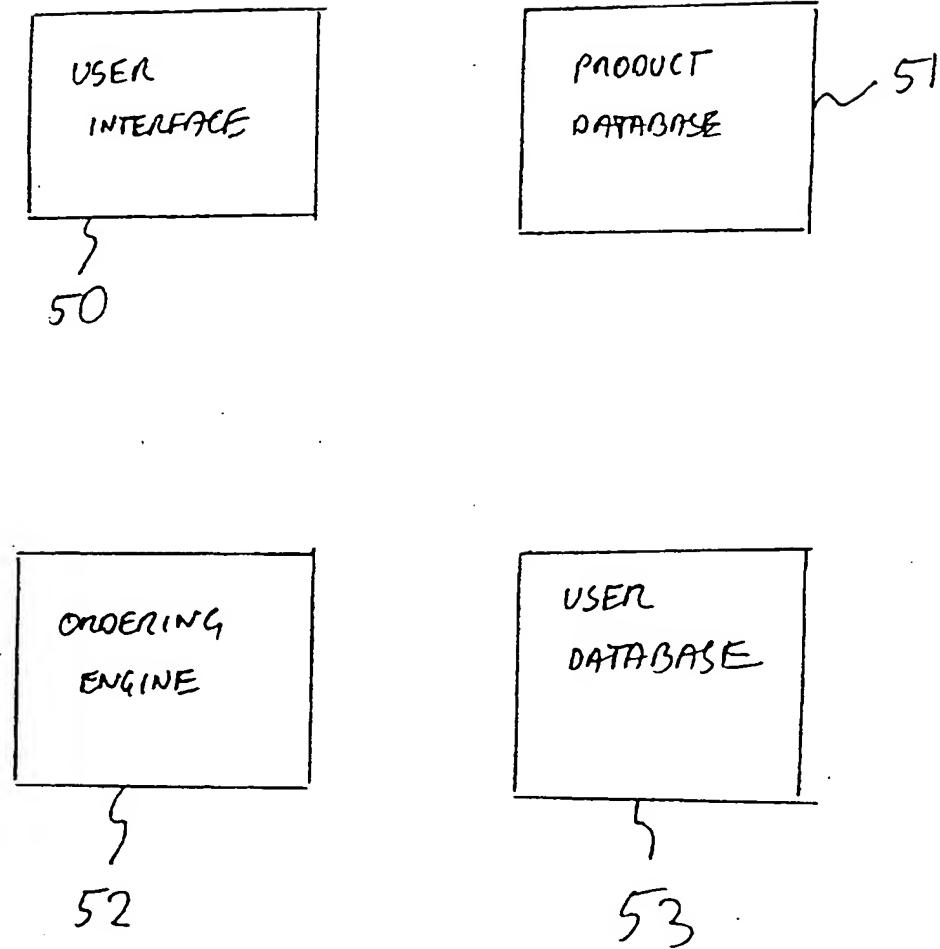 USER
INTERFACE
50
PRODUCT
DATABASE
51
ORDERING
ENGINE
52
USER
DATABASE
53